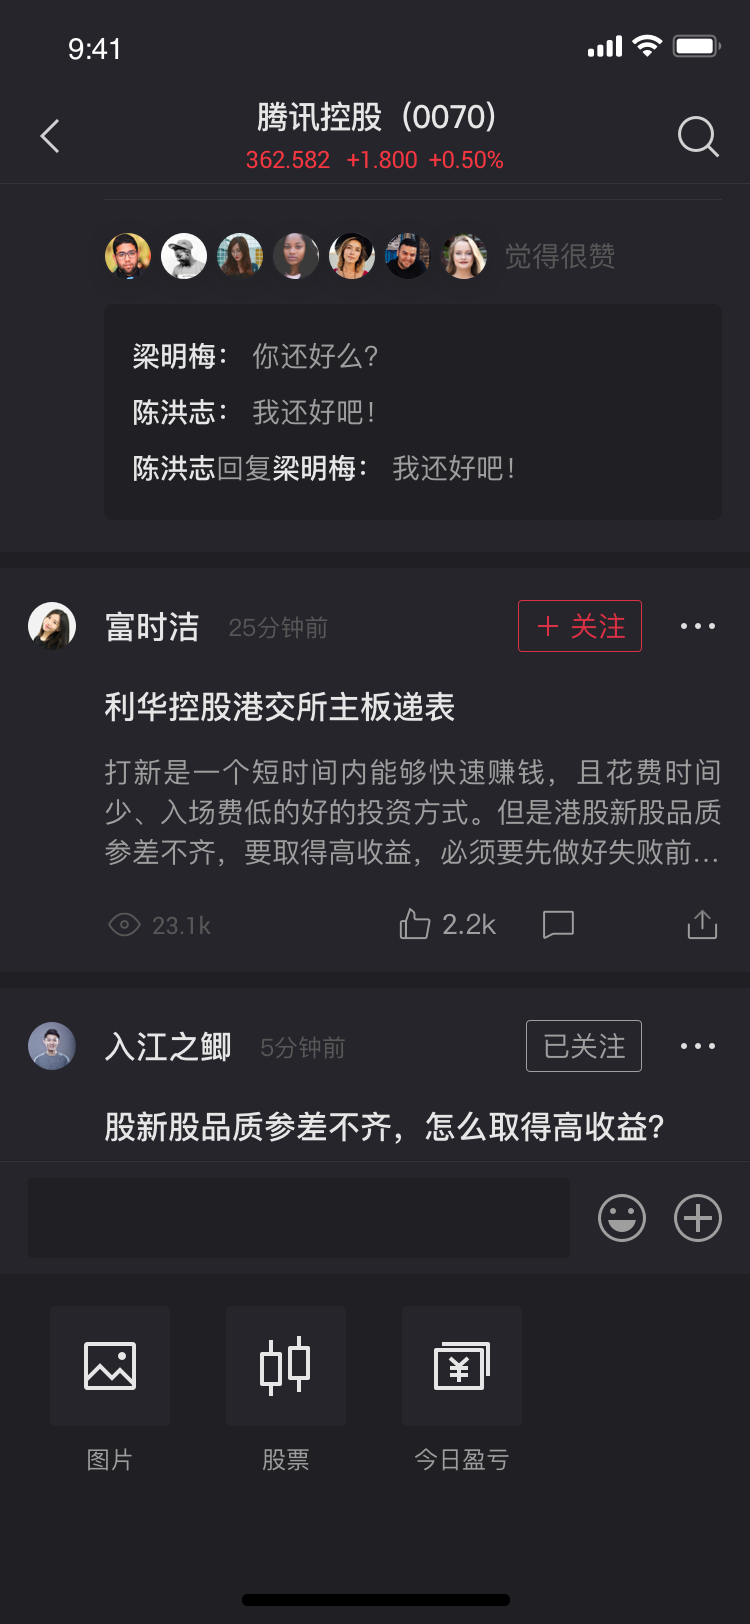 9:41
腾讯控股（0070）
362.582 +1.800 +0.50%
觉得很赞
梁明梅： 你还好么？
陈洪志： 我还好吧！
陈洪志回复梁明梅： 我还好吧！
富时洁 25分钟前 + 关注
利华控股港交所主板递表
打新是一个短时间内能够快速赚钱，且花费时间
少、入场费低的好的投资方式。但是港股新股品质
参差不齐，要取得高收益，必须要先做好失败前...
23.1k 2.2k
入江之鲫 5分钟前 已关注
股新股品质参差不齐，怎么取得高收益？
图片 股票 今日盈亏